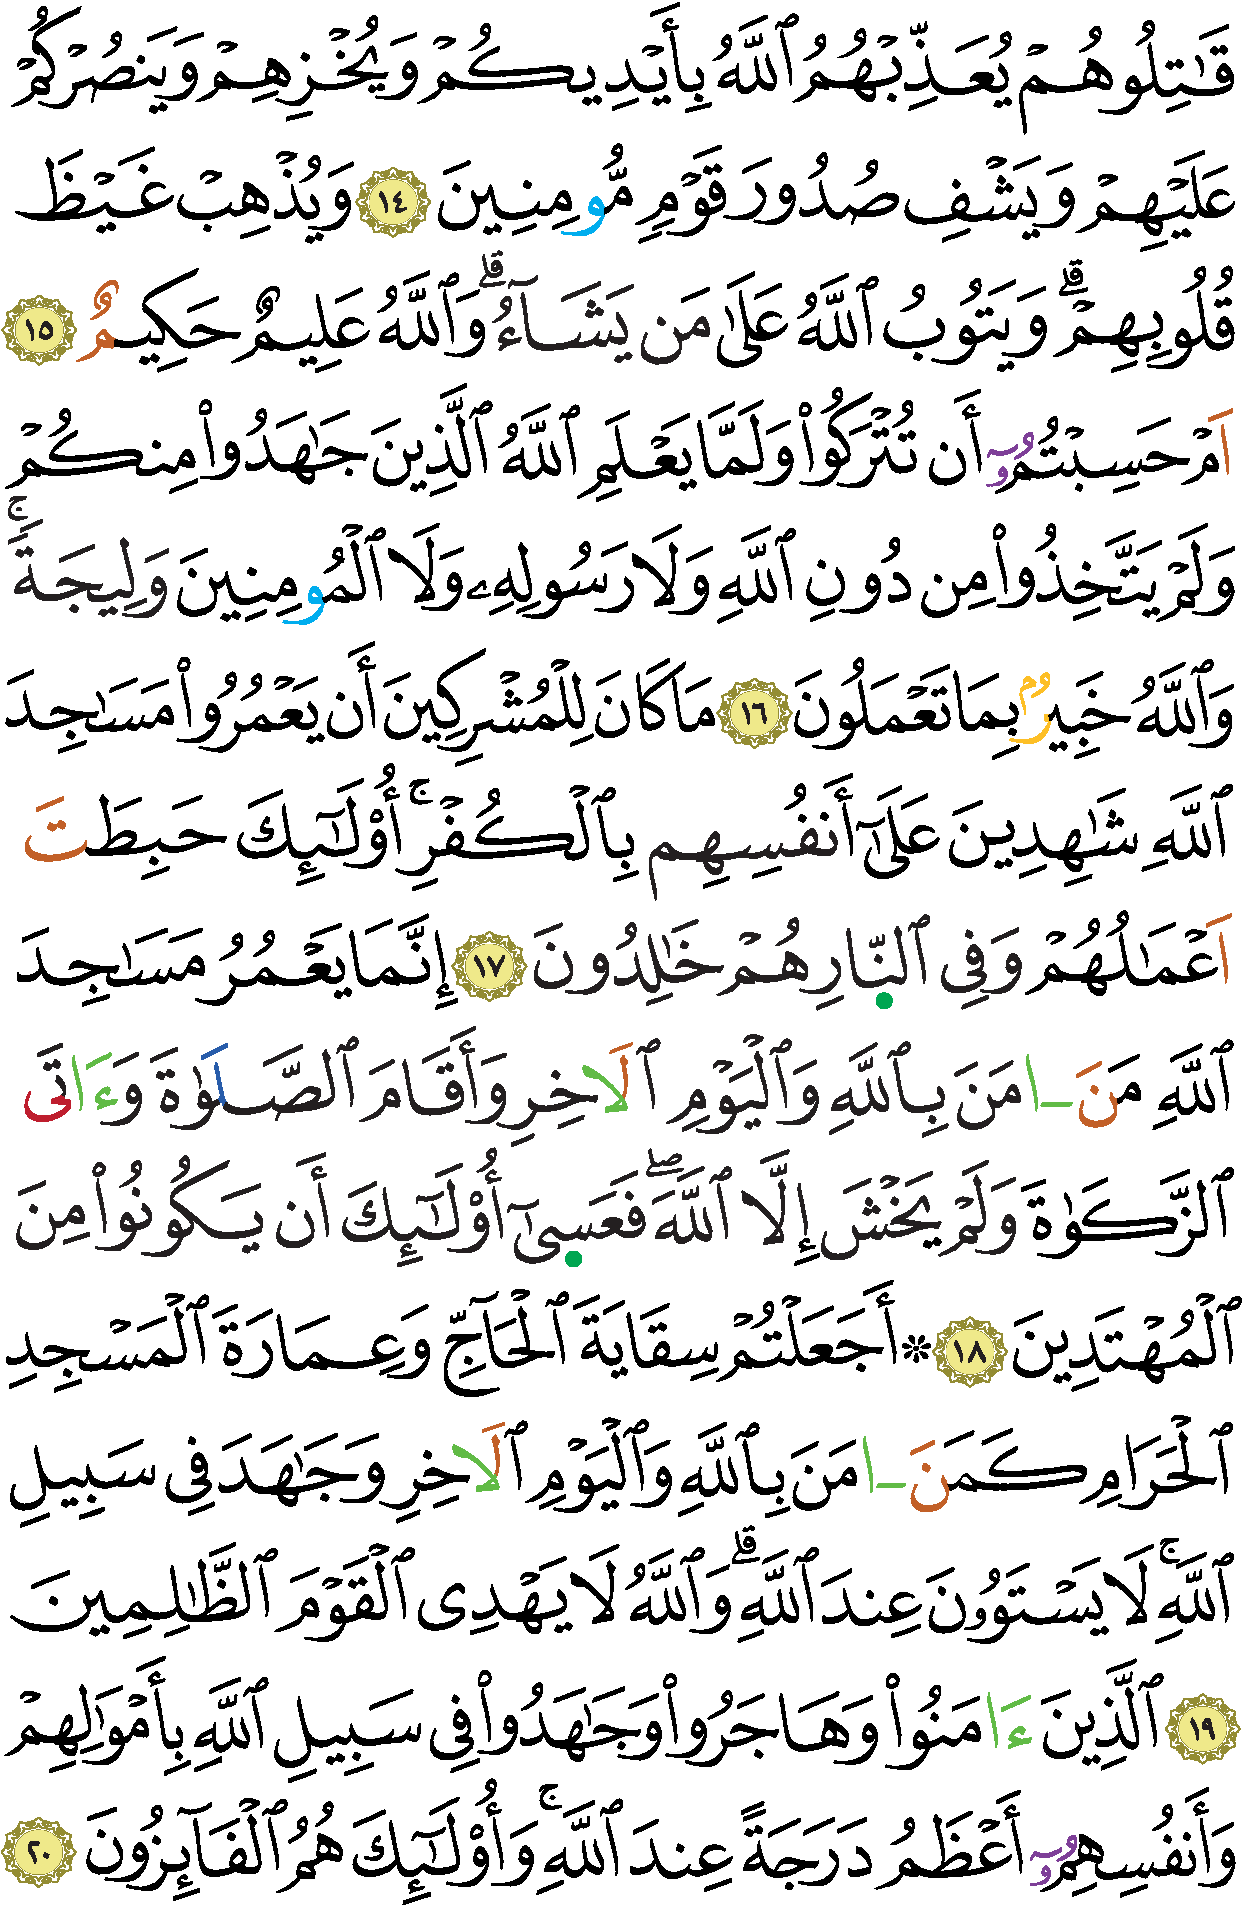 قَٰتِلُوهُمْ يُعَذِّبْهُمُ ٱللَّهُ بِأَيْدِيكُمْ وَيُخْزِهِمْ وَيَنصُرْكُمْ
عَلَيْهِمْ وَيَشْفِ صُدُورَ قَوْمٍ مُّومِنِينَ ١٤ وَيُذْهِبْ غَيْظَ
قُلُوبِهِمْ ۗ وَيَتُوبُ ٱللَّهُ عَلَىٰ مَن يَشَآءُ ۗ وَٱللَّهُ عَلِيمٌ حَكِيمٌ ١٥
اَمْ حَسِبْتُمُۥٓ أَن تُتْرَكُوا۟ وَلَمَّا يَعْلَمِ ٱللَّهُ ٱلَّذِينَ جَٰهَدُوا۟ مِنكُمْ
وَلَمْ يَتَّخِذُوا۟ مِن دُونِ ٱللَّهِ وَلَا رَسُولِهِۦ وَلَا ٱلْمُومِنِينَ وَلِيجَةً ۚ
وَٱللَّهُ خَبِيرُۢ بِمَا تَعْمَلُونَ ١٦ مَا كَانَ لِلْمُشْرِكِينَ أَن يَعْمُرُوا۟ مَسَٰجِدَ
ٱللَّهِ شَٰهِدِينَ عَلَىٰٓ أَنفُسِهِم بِٱلْكُفْرِ ۚ أُو۟لَٰٓئِكَ حَبِطَتَ
اَعْمَٰلُهُمْ وَفِى ٱلنّارِ هُمْ خَٰلِدُونَ ١٧ إِنَّمَا يَعْمُرُ مَسَٰجِدَ
ٱللَّهِ مَنَ ـامَنَ بِٱللَّهِ وَٱلْيَوْمِ ٱلَاخِرِ وَأَقَامَ ٱلصَّلَوٰةَ وَءَاتَى
ٱلزَّكَوٰةَ وَلَمْ يَخْشَ إِلَّا ٱللَّهَ ۖ فَعَسِىٰٓ أُو۟لَٰٓئِكَ أَن يَكُونُوا۟ مِنَ
ٱلْمُهْتَدِينَ ١٨ ۞ أَجَعَلْتُمْ سِقَايَةَ ٱلْحَآجِّ وَعِمَارَةَ ٱلْمَسْجِدِ
ٱلْحَرَامِ كَمَنَ ـامَنَ بِٱللَّهِ وَٱلْيَوْمِ ٱلَاخِرِ وَجَٰهَدَ فِى سَبِيلِ
ٱللَّهِ ۚ لَا يَسْتَوُۥنَ عِندَ ٱللَّهِ ۗ وَٱللَّهُ لَا يَهْدِى ٱلْقَوْمَ ٱلظَّٰلِمِينَ
١٩ ٱلَّذِينَ ءَامَنُوا۟ وَهَاجَرُوا۟ وَجَٰهَدُوا۟ فِى سَبِيلِ ٱللَّهِ بِأَمْوَٰلِهِمْ
وَأَنفُسِهِمُۥٓ أَعْظَمُ دَرَجَةً عِندَ ٱللَّهِ ۚ وَأُو۟لَٰٓئِكَ هُمُ ٱلْفَآئِزُونَ ٢٠